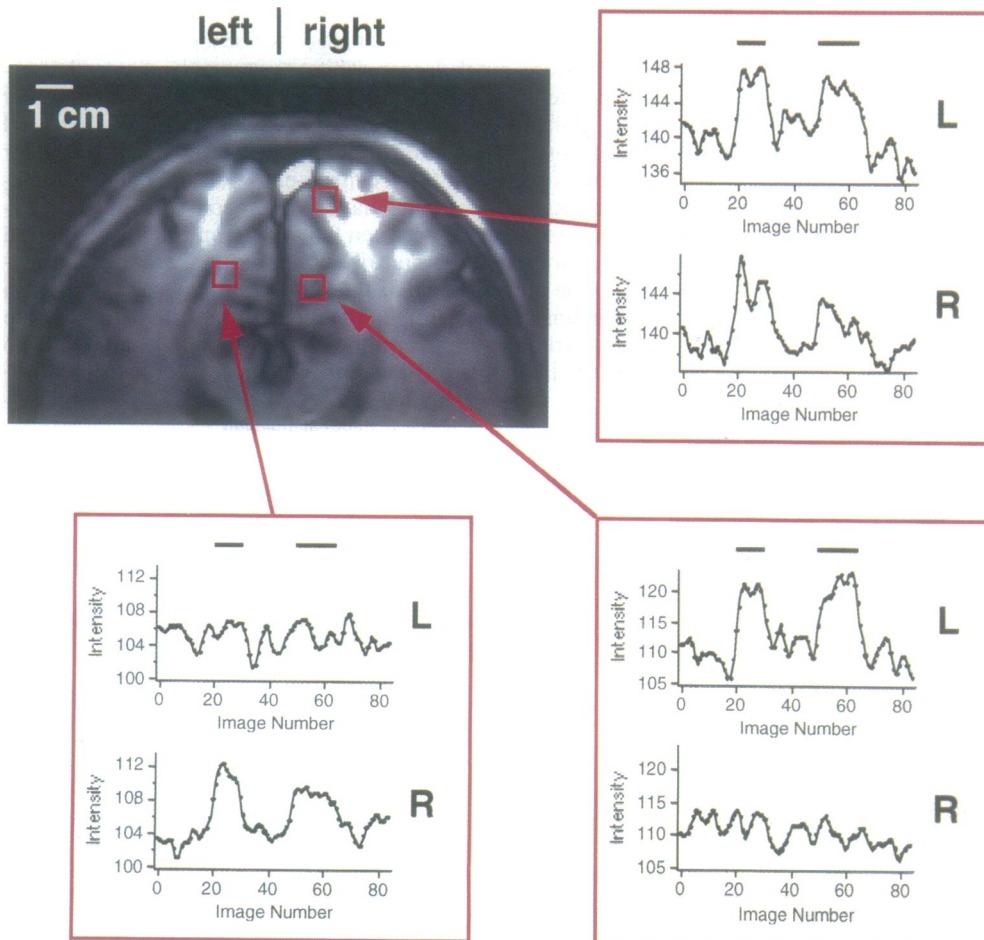 left | right
1 cm
L
Intensity
148
144
140
136
0 20 40 60 80
Image Number
R
Intensity
144
140
0 20 40 60 80
Image Number
L
Intensity
112
108
104
100
0 20 40 60 80
Image Number
R
Intensity
112
108
104
100
0 20 40 60 80
Image Number
L
Intensity
120
115
110
105
0 20 40 60 80
Image Number
R
Intensity
120
115
110
105
0 20 40 60 80
Image Number